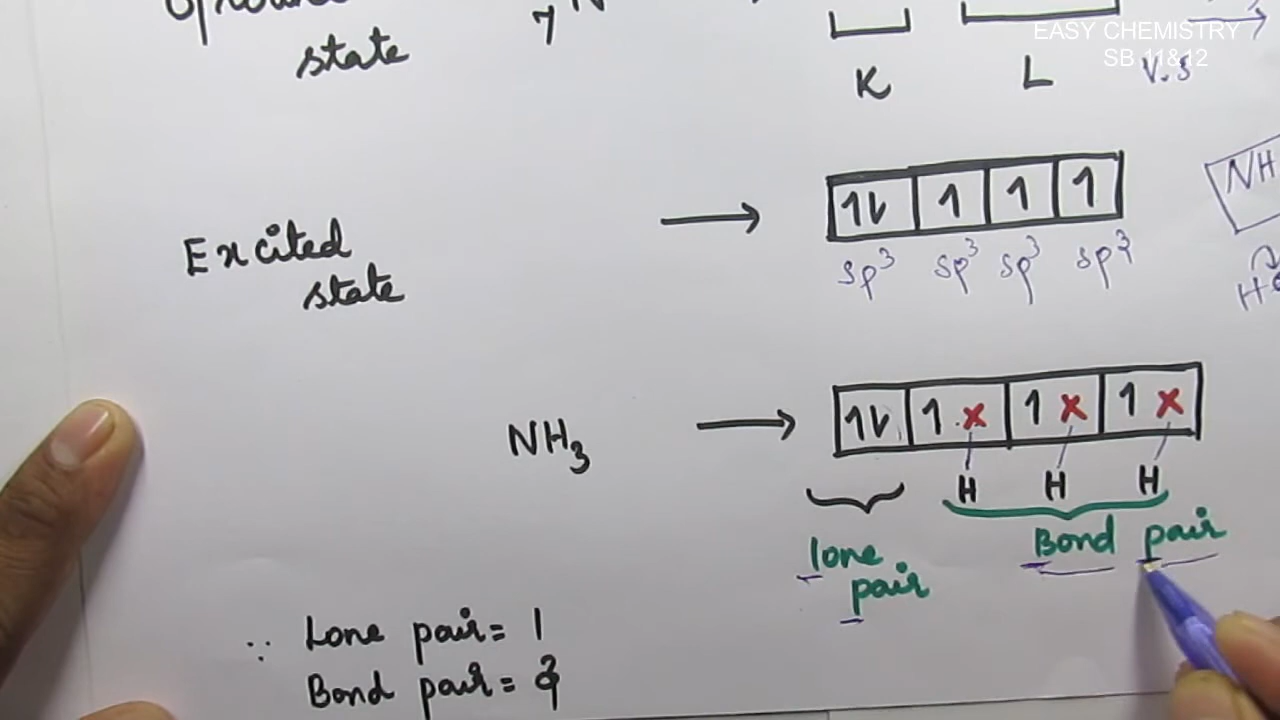 EASY CHEMISTRY
SB 11&12
state
7
K
L
V.S
Excited
state
1 1 1 1
sp³ sp³ sp³ sp³
NH
NH₃
1 1 x 1 x 1 x
H H H
lone
pair
Bond pair
∴ Lone pair = 1
Bond pair = 3